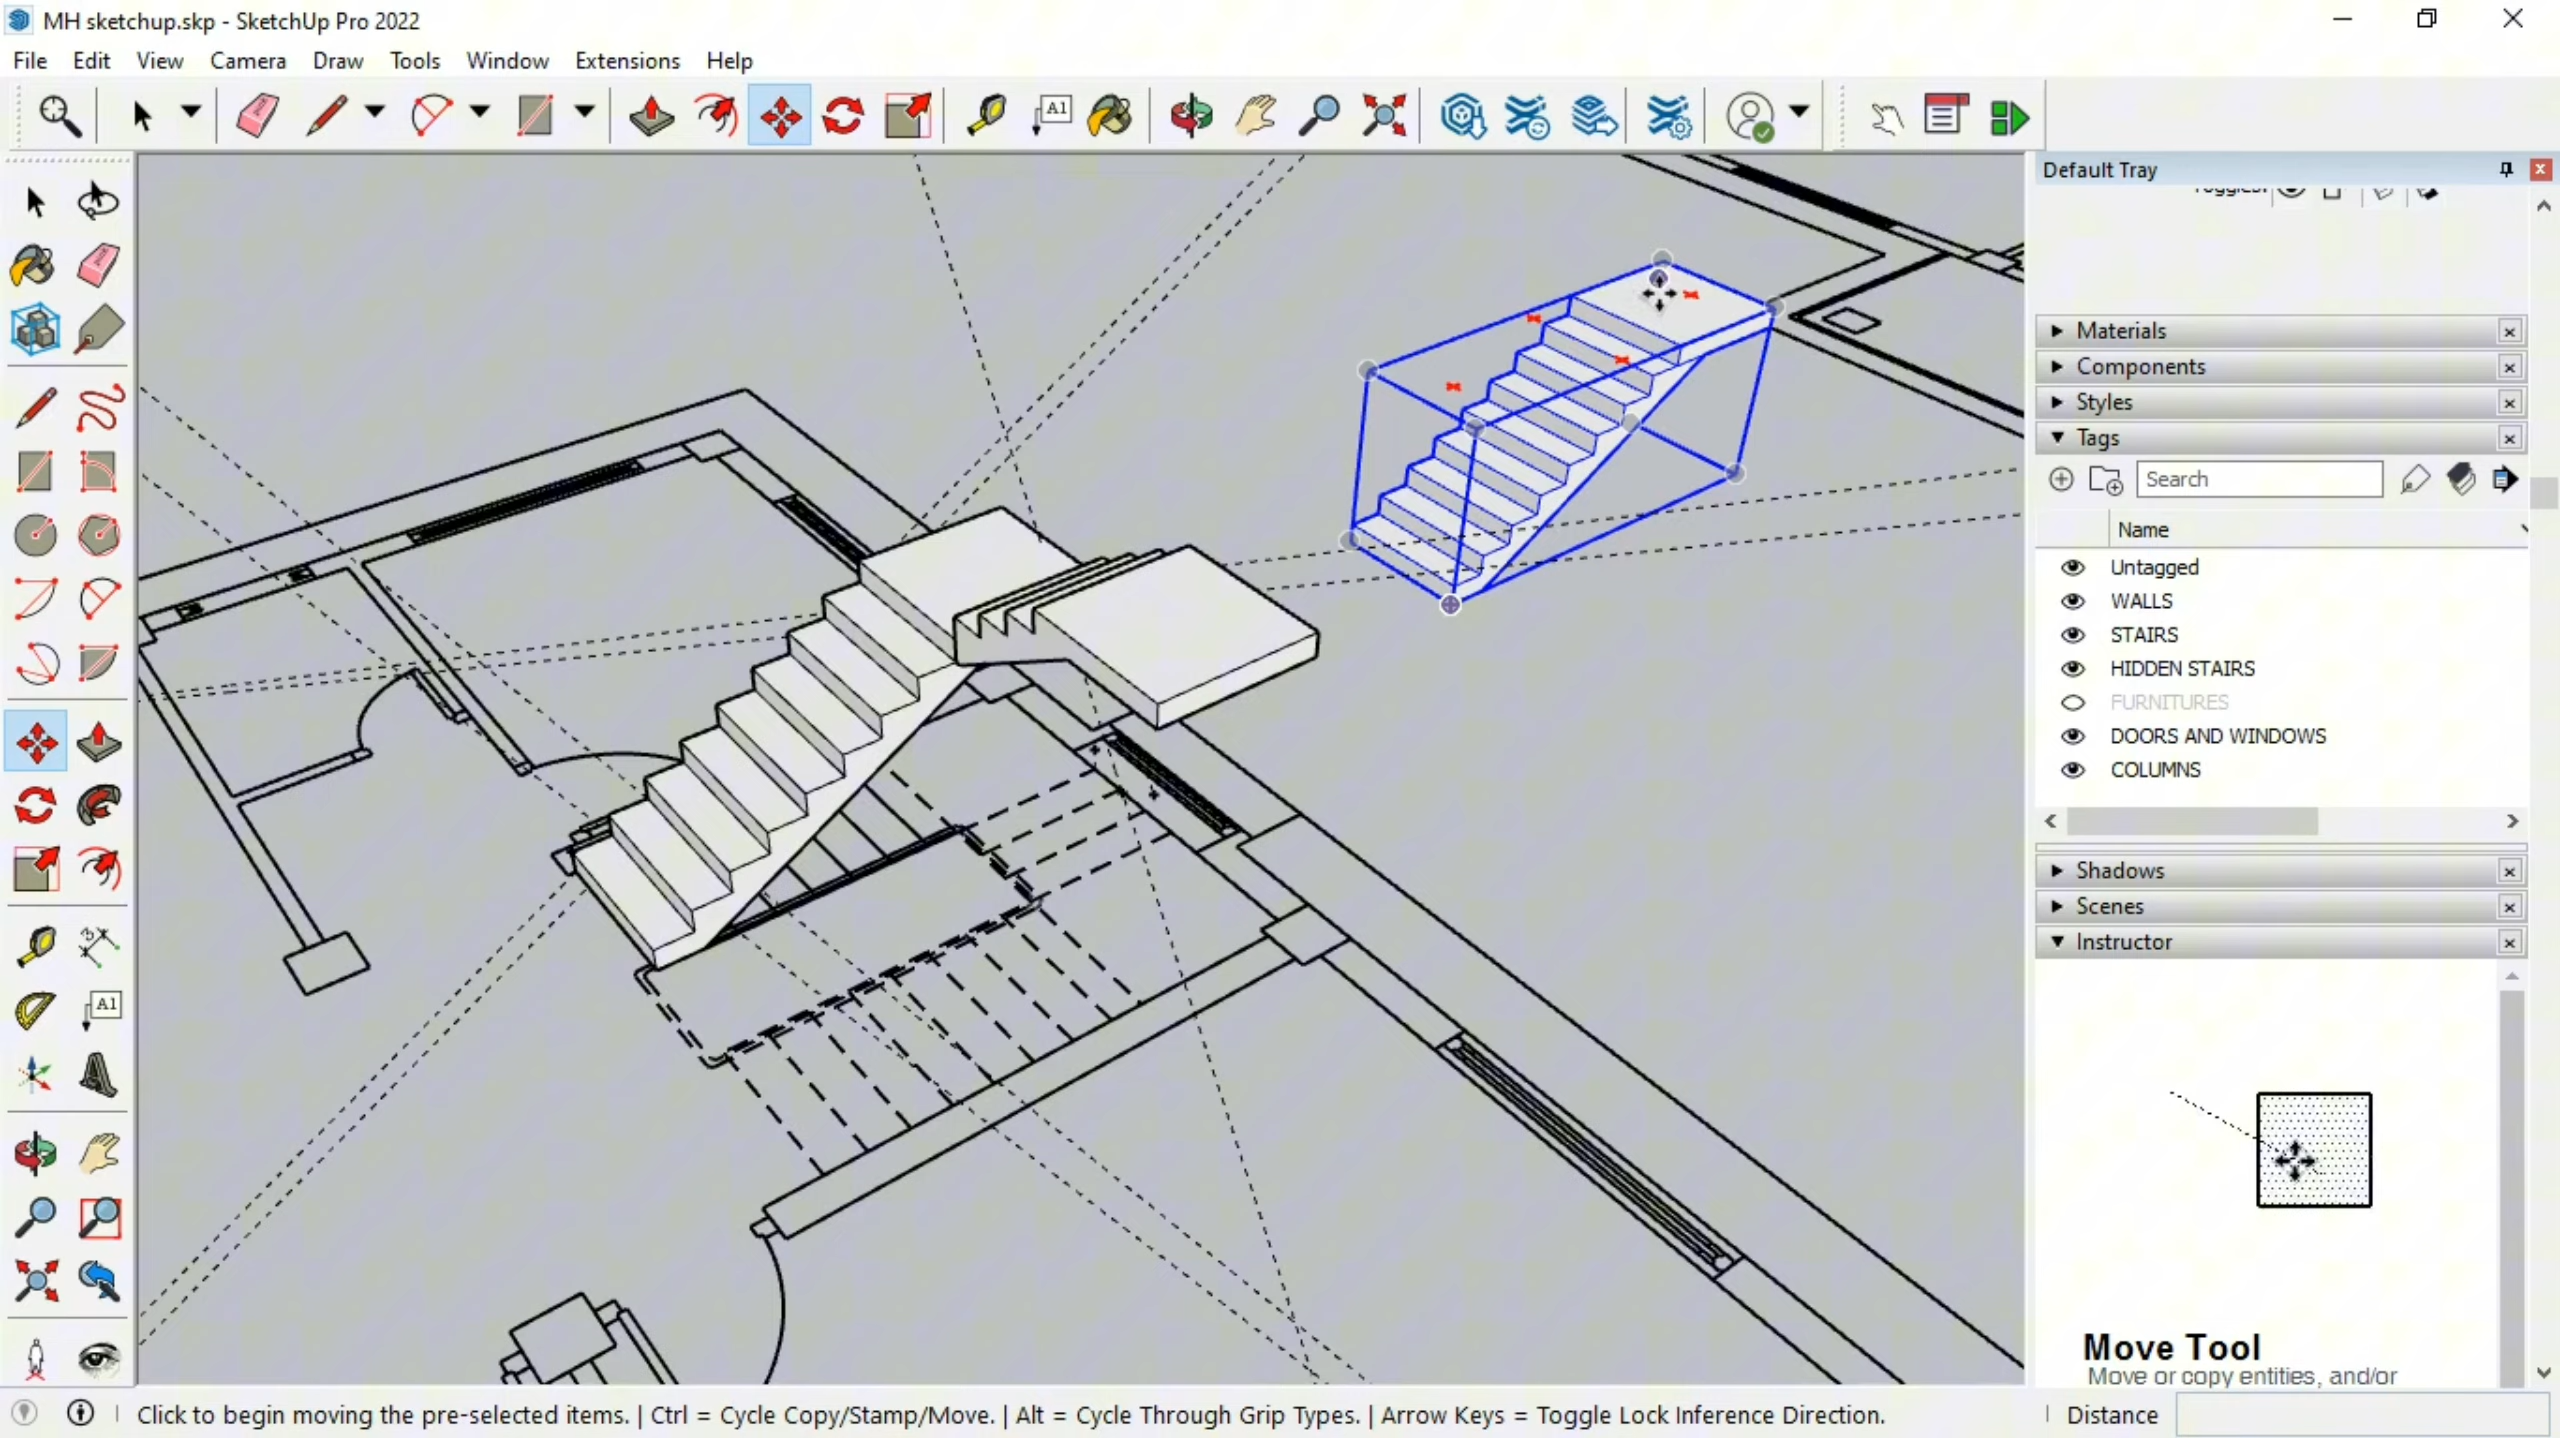 MH sketchup.skp - SketchUp Pro 2022
File Edit View Camera Draw Tools Window Extensions Help
A1
Default Tray
Toggles:
Materials
Components
Styles
Tags
Search
Name
Untagged
WALLS
STAIRS
HIDDEN STAIRS
FURNITURES
DOORS AND WINDOWS
COLUMNS
Shadows
Scenes
Instructor
A1
Move Tool
Move or copy entities, and/or
Click to begin moving the pre-selected items. | Ctrl = Cycle Copy/Stamp/Move. | Alt = Cycle Through Grip Types. | Arrow Keys = Toggle Lock Inference Direction.
Distance